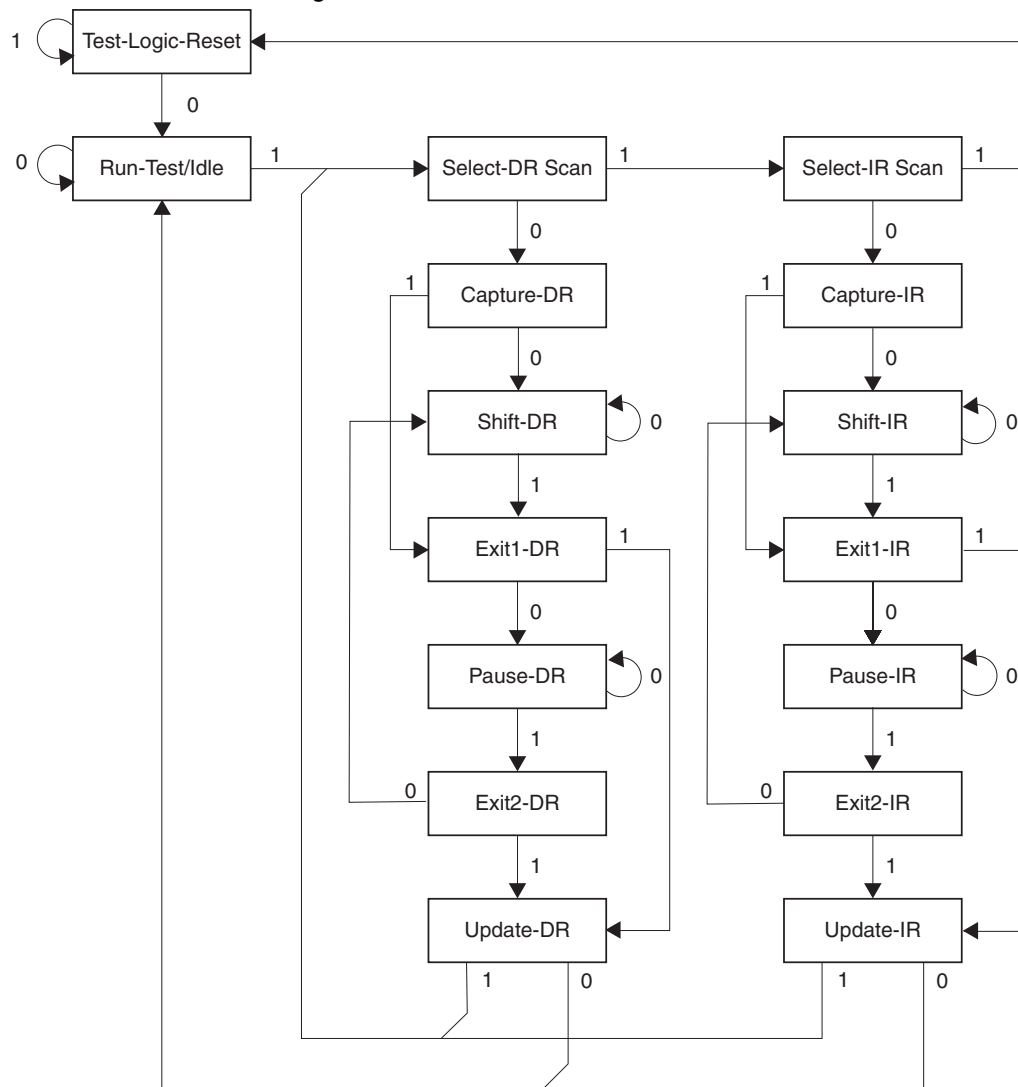 1
Test-Logic-Reset
0
0
Run-Test/Idle
1
Select-DR Scan
1
Select-IR Scan
1
0
0
1
Capture-DR
1
Capture-IR
0
0
Shift-DR
0
Shift-IR
0
1
1
Exit1-DR
1
Exit1-IR
1
0
0
Pause-DR
0
Pause-IR
0
1
1
0
Exit2-DR
0
Exit2-IR
1
1
Update-DR
Update-IR
1
0
1
0